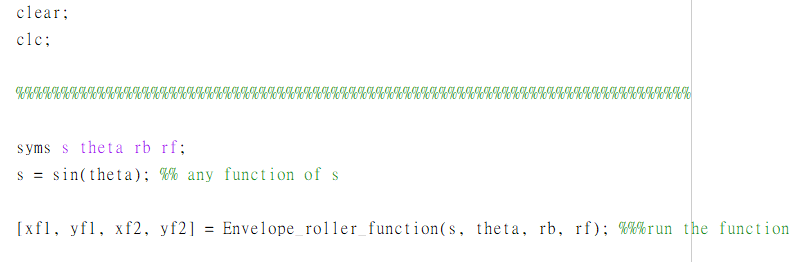 clear;
clc;
%%%%%%%%%%%%%%%%%%%%%%%%%%%%%%%%%%%%%%%%%%%%%%%%%%%%%%%%%%%%%%%%%%%%%%%%%%%%%
syms s theta rb rf;
s = sin(theta); %% any function of s
[xf1, yf1, xf2, yf2] = Envelope_roller_function(s, theta, rb, rf); %%%run the function